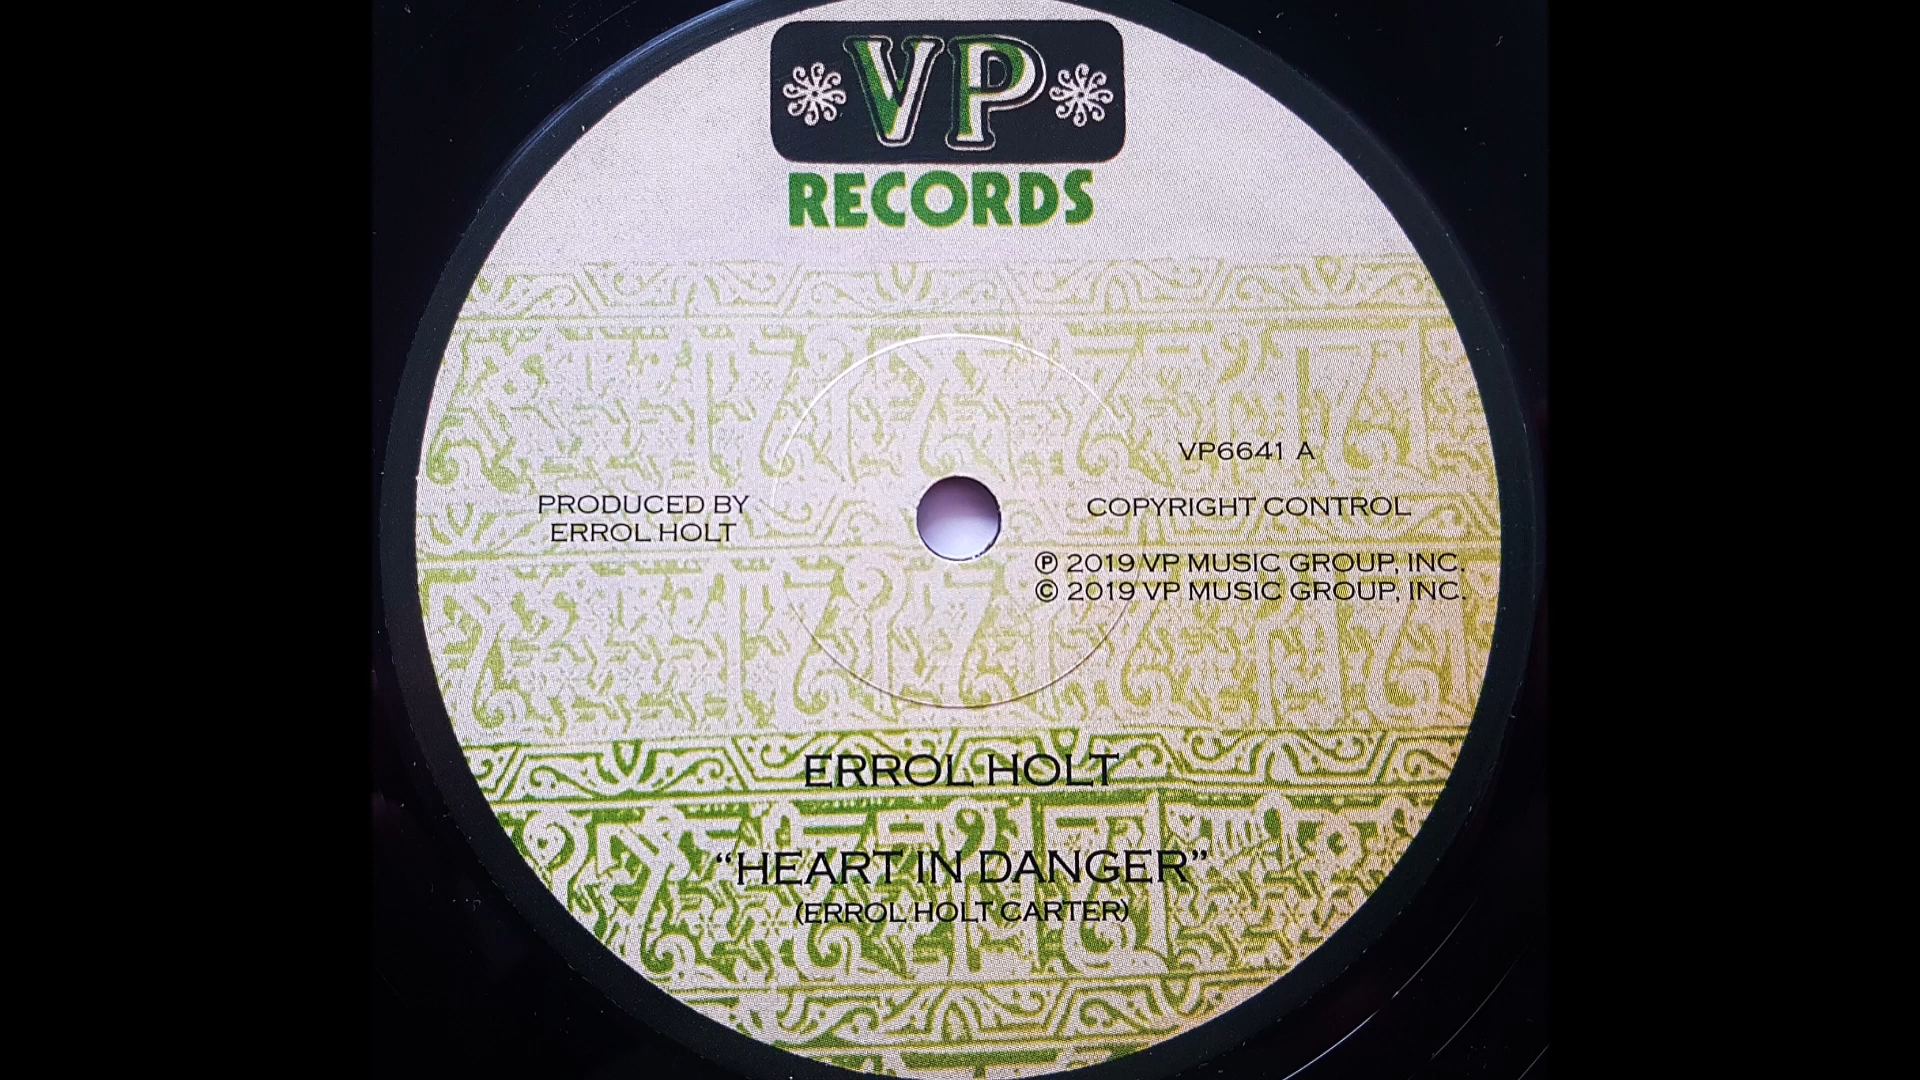 VP
RECORDS
VP6641 A
PRODUCED BY
ERROL HOLT
COPYRIGHT CONTROL
℗ 2019 VP MUSIC GROUP, INC.
© 2019 VP MUSIC GROUP, INC.
ERROL HOLT
“HEART IN DANGER”
(ERROL HOLT CARTER)